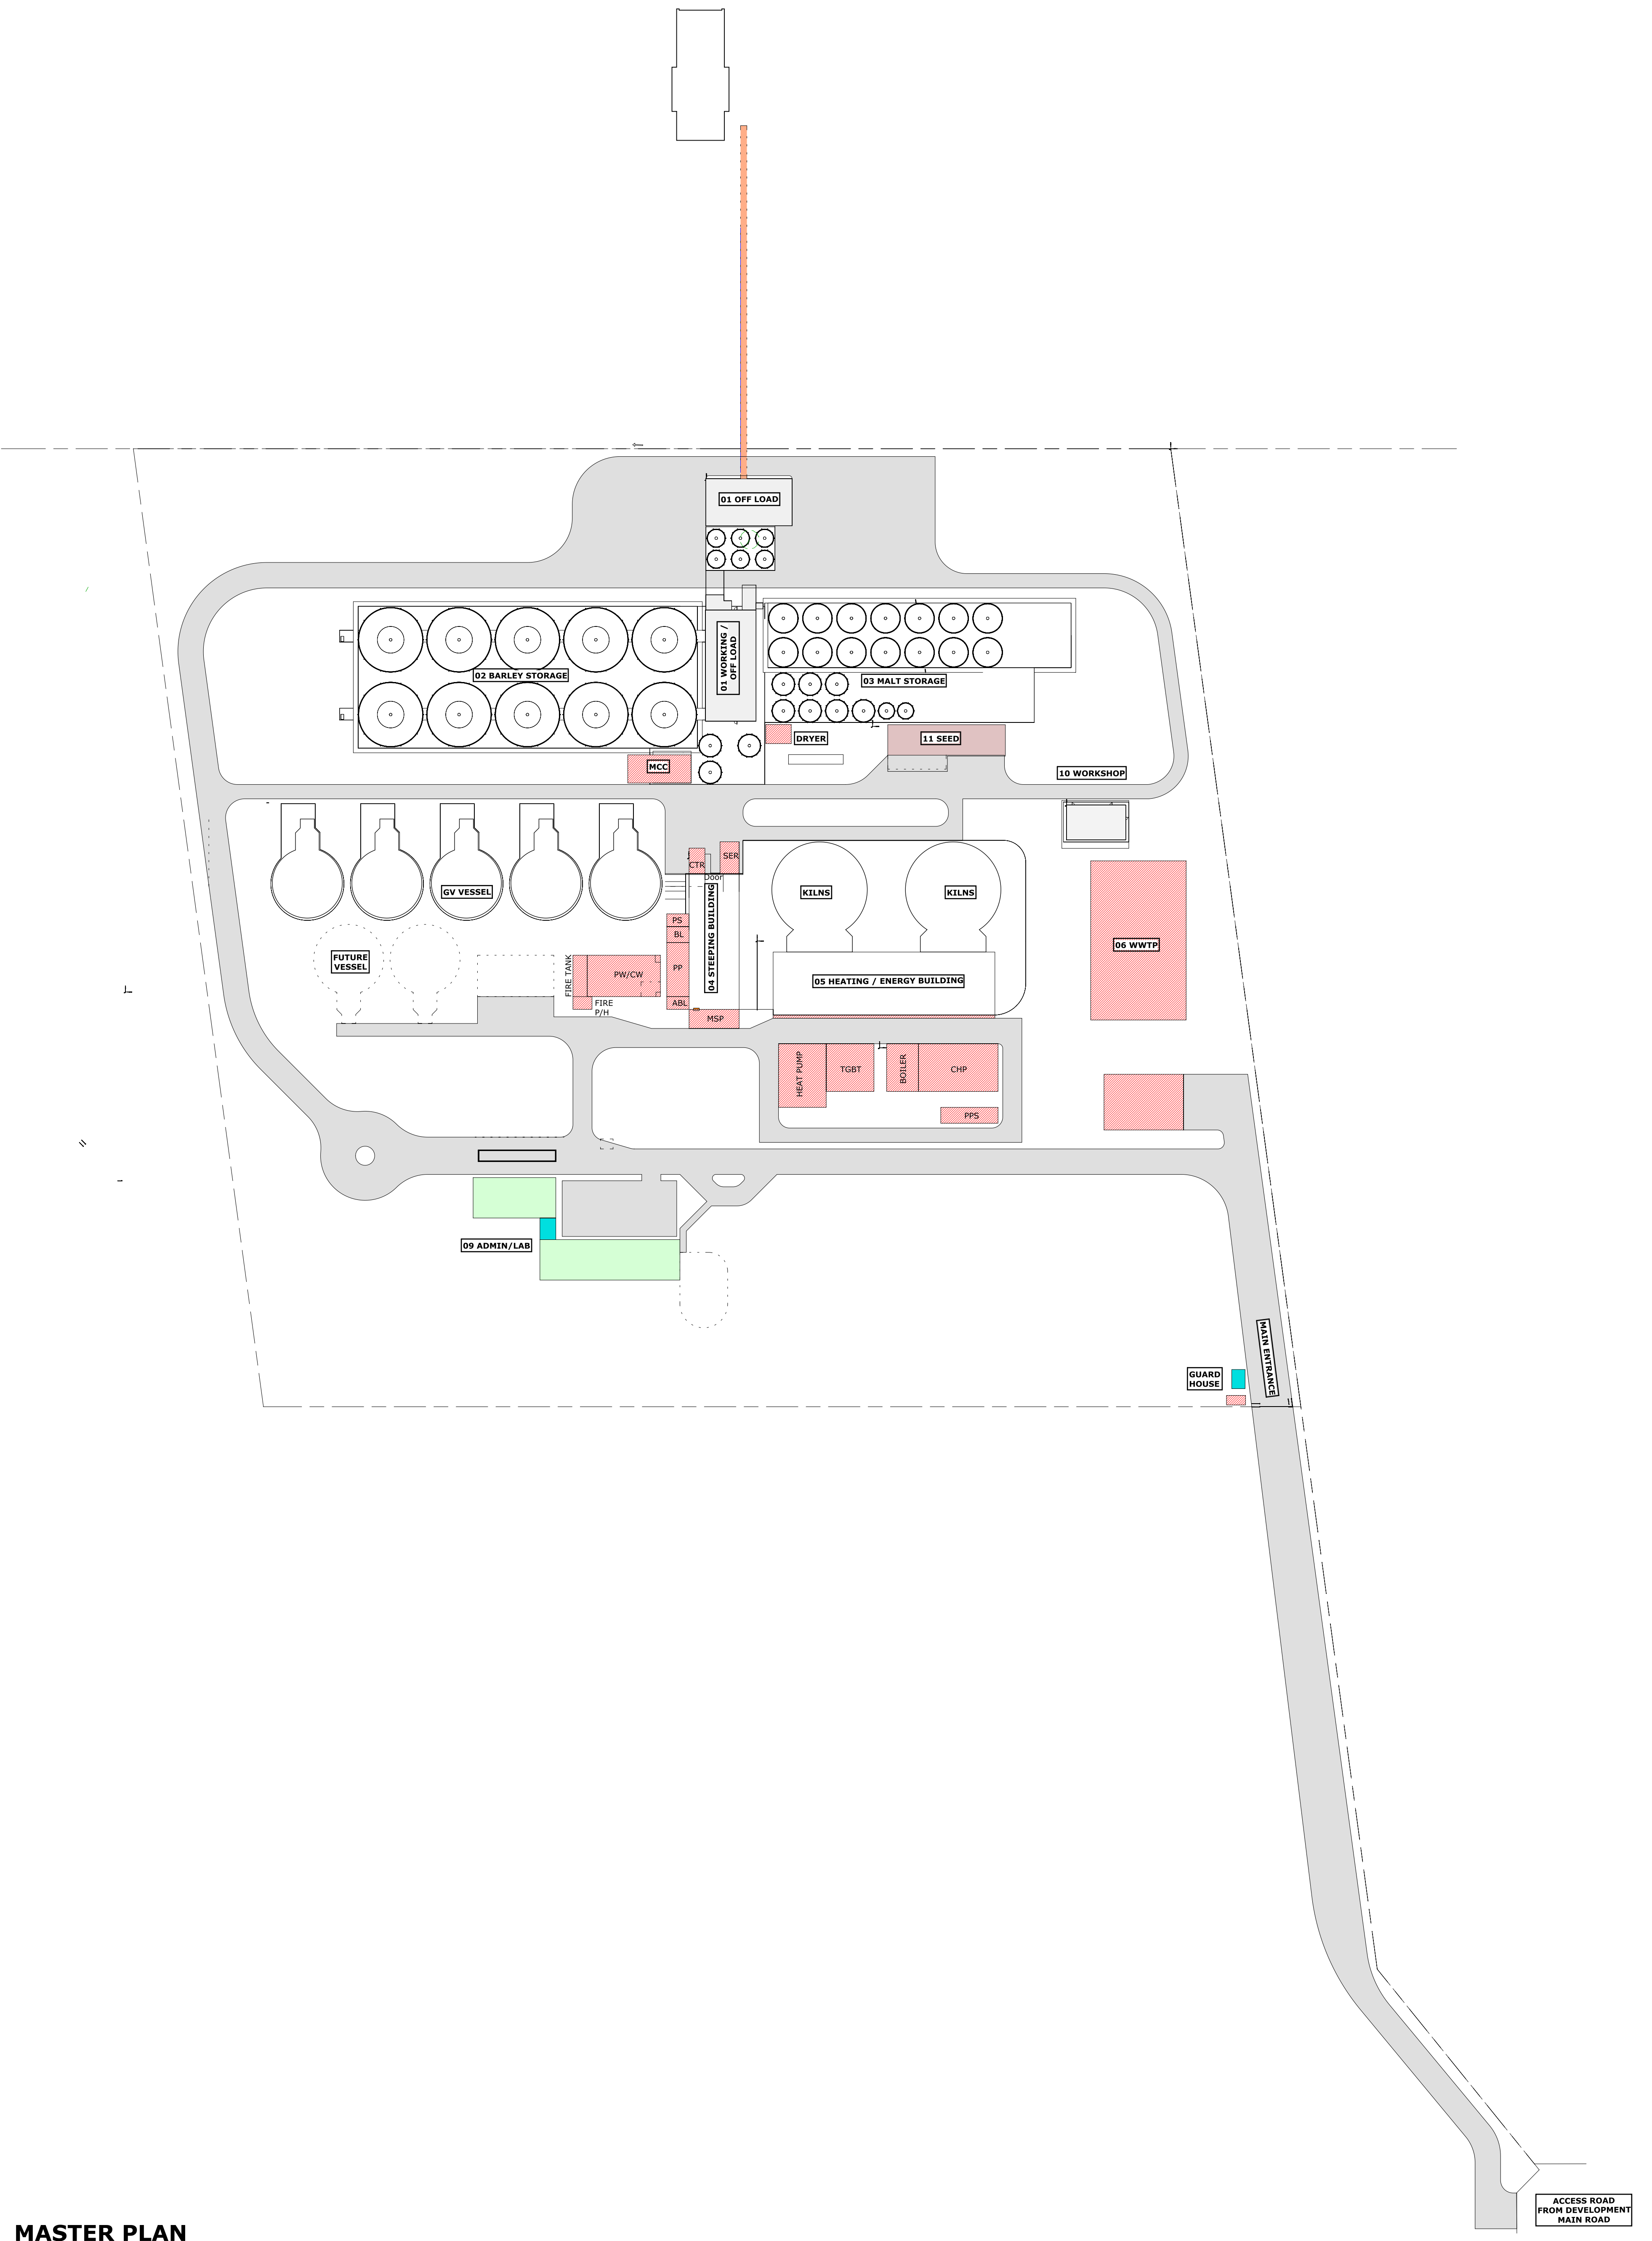 01 OFF LOAD
01 WORKING /
OFF LOAD
02 BARLEY STORAGE
03 MALT STORAGE
DRYER
11 SEED
MCC
10 WORKSHOP
CTR
SER
Door
GV VESSEL
KILNS
KILNS
04 STEEPING BUILDING
PS
BL
PP
ABL
MSP
06 WWTP
FUTURE
VESSEL
FIRE TANK
PW/CW
FIRE
P/H
05 HEATING / ENERGY BUILDING
HEAT PUMP
TGBT
BOILER
CHP
PPS
09 ADMIN/LAB
MAIN ENTRANCE
GUARD
HOUSE
ACCESS ROAD
FROM DEVELOPMENT
MAIN ROAD
MASTER PLAN